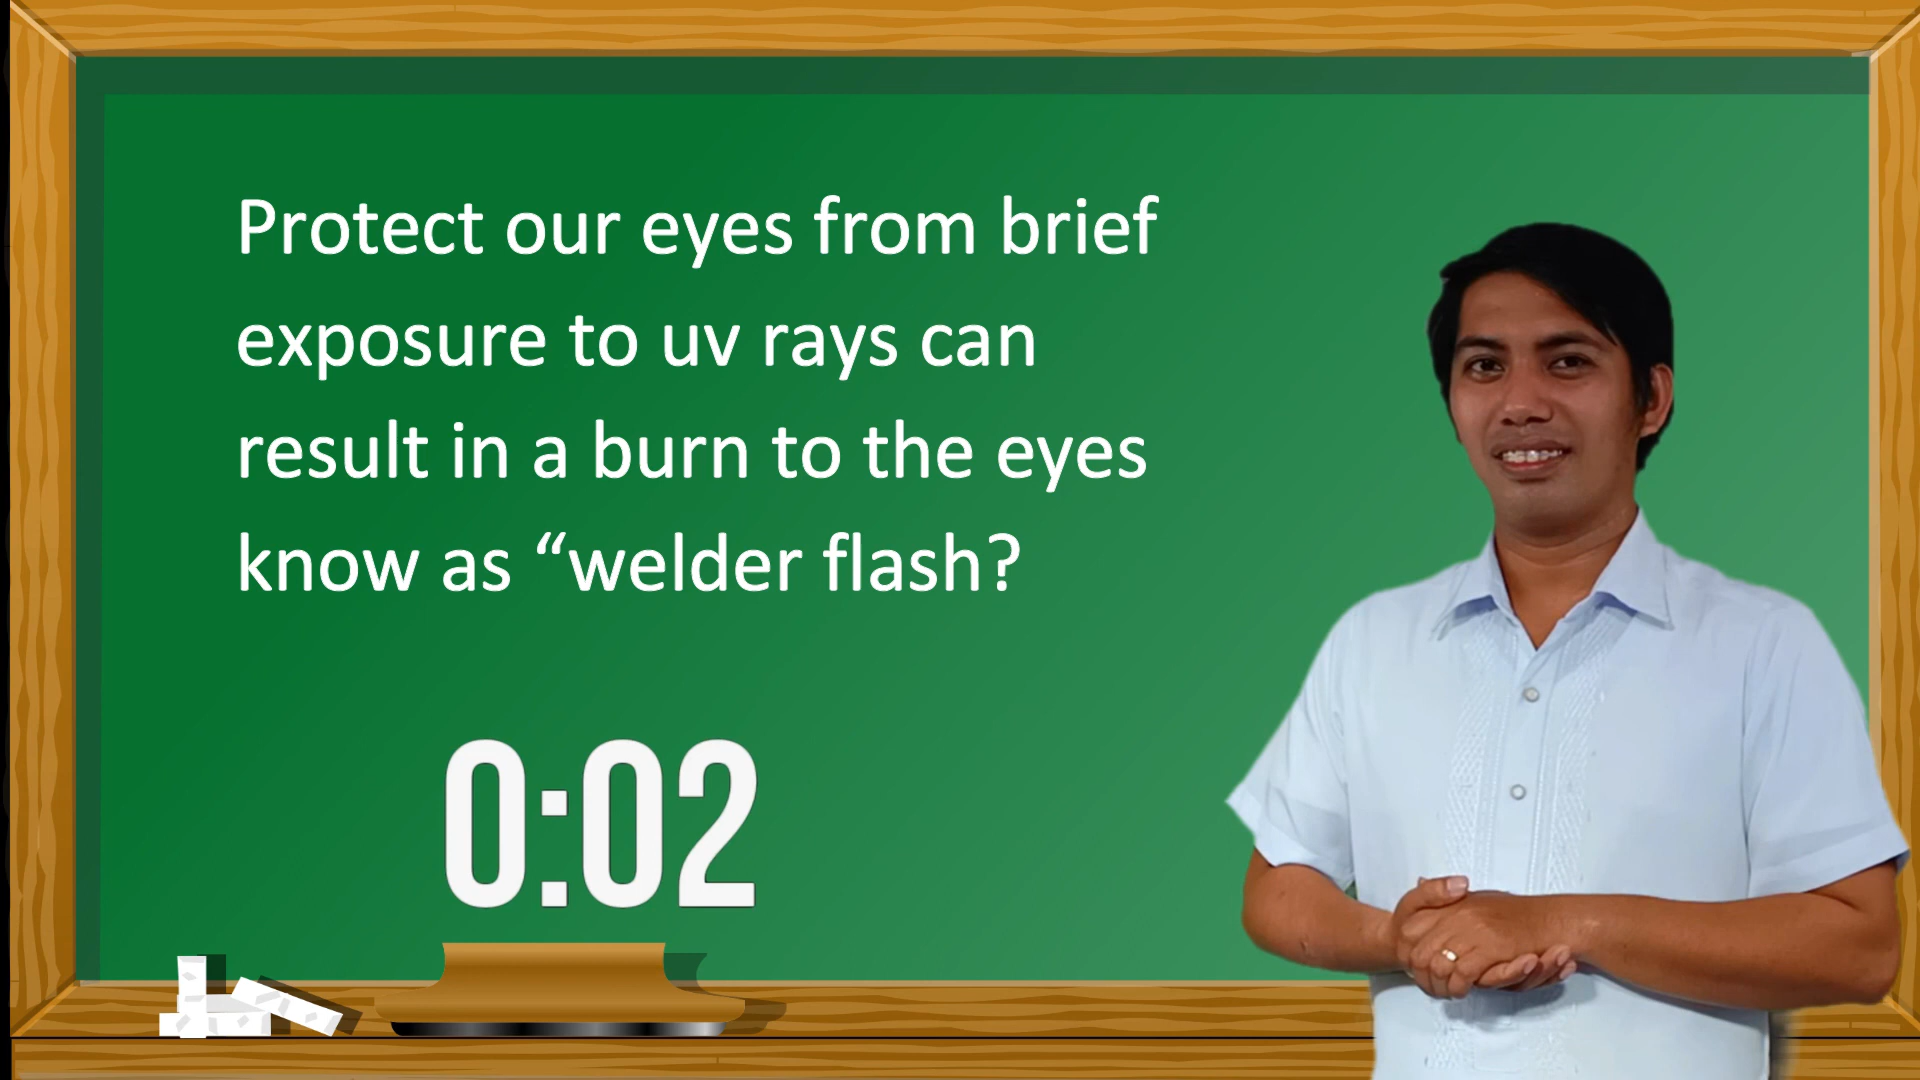 Protect our eyes from brief
exposure to uv rays can
result in a burn to the eyes
know as “welder flash?
0:02